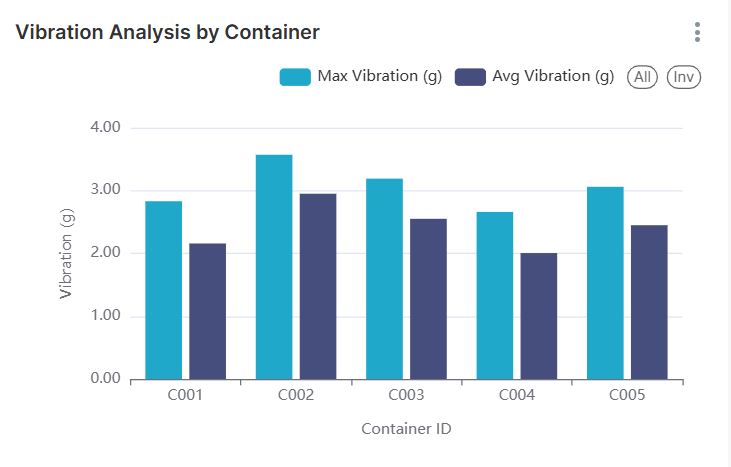 Vibration Analysis by Container
Max Vibration (g) Avg Vibration (g) All Inv
4.00
3.00
2.00
1.00
0.00
Vibration (g)
C001 C002 C003 C004 C005
Container ID